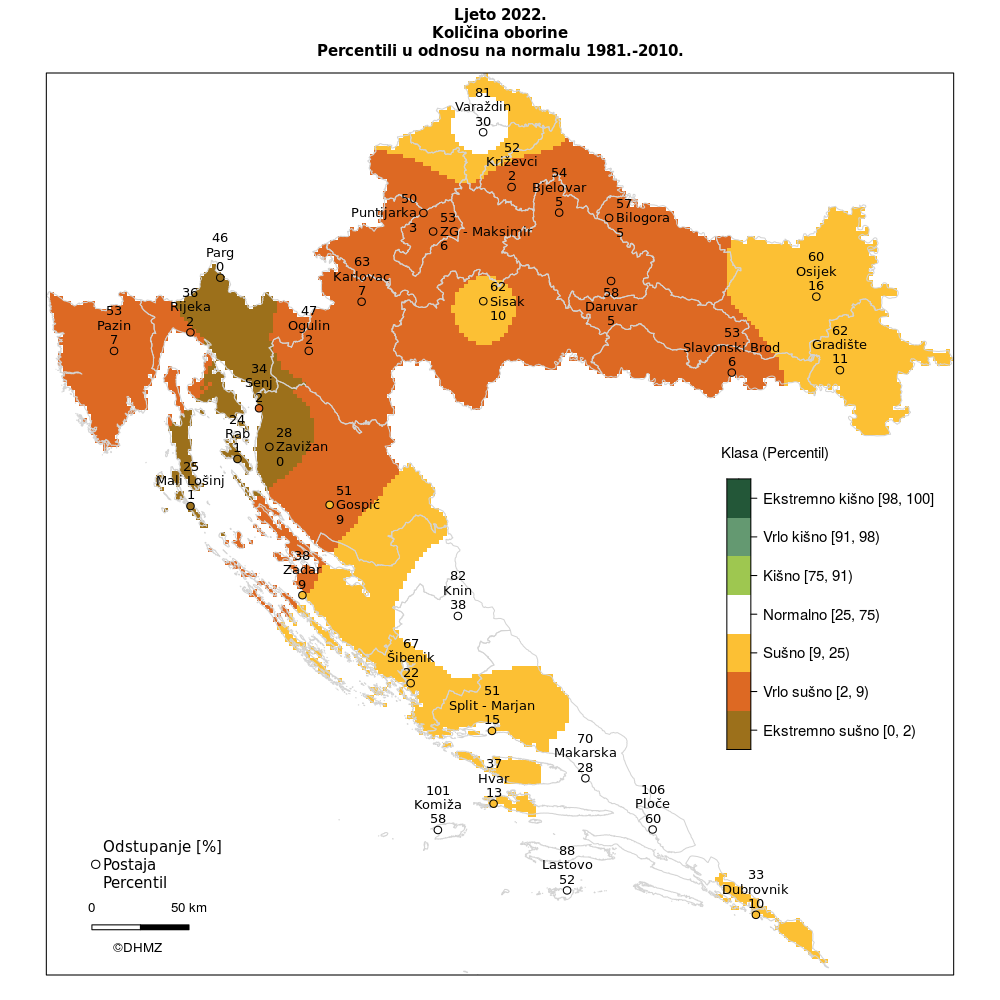 Ljeto 2022.
Količina oborine
Percentili u odnosu na normalu 1981.-2010.
81
Varaždin
30
52
Križevci
2
54
Bjelovar
5
57
Bilogora
5
50
Puntijarka
3
53
ZG - Maksimir
6
46
Parg
0
63
Karlovac
7
60
Osijek
16
36
Rijeka
2
62
Sisak
10
58
Daruvar
5
53
Pazin
7
47
Ogulin
2
53
Slavonski Brod
6
62
Gradište
11
34
Senj
2
24
Rab
1
28
Zavižan
0
25
Mali Lošinj
1
51
Gospić
9
38
Zadar
9
82
Knin
38
67
Šibenik
22
51
Split - Marjan
15
70
Makarska
28
37
Hvar
13
101
Komiža
58
106
Ploče
60
88
Lastovo
52
33
Dubrovnik
10
Klasa (Percentil)
Ekstremno kišno [98, 100]
Vrlo kišno [91, 98)
Kišno [75, 91)
Normalno [25, 75)
Sušno [9, 25)
Vrlo sušno [2, 9)
Ekstremno sušno [0, 2)
Odstupanje [%]
Postaja
Percentil
0 50 km
©DHMZ